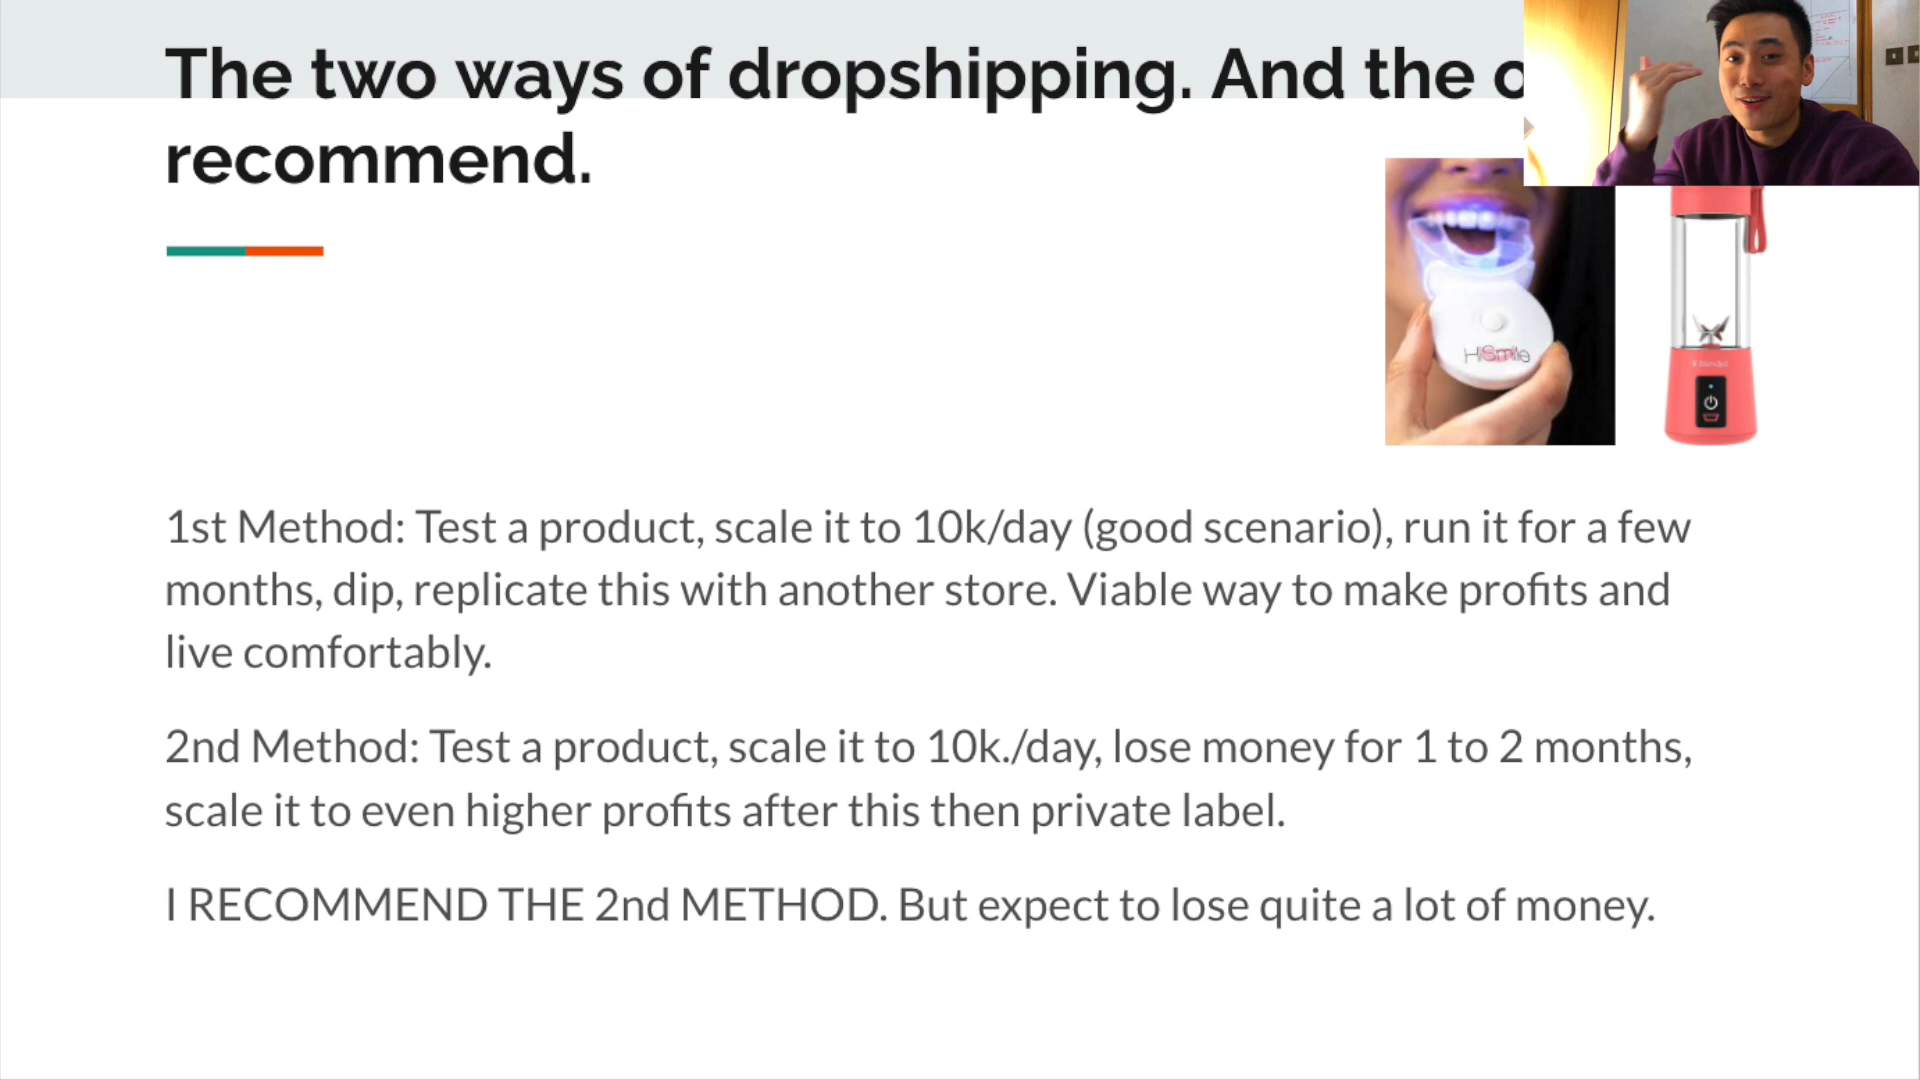 The two ways of dropshipping. And the
recommend.
HiSmile
1st Method: Test a product, scale it to 10k/day (good scenario), run it for a few
months, dip, replicate this with another store. Viable way to make profits and
live comfortably.
2nd Method: Test a product, scale it to 10k./day, lose money for 1 to 2 months,
scale it to even higher profits after this then private label.
I RECOMMEND THE 2nd METHOD. But expect to lose quite a lot of money.